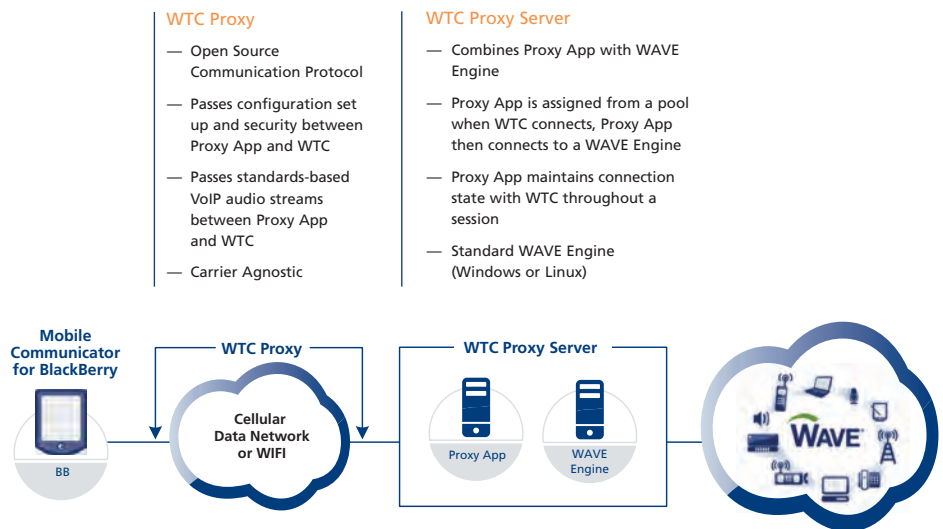 WTC Proxy
— Open Source
Communication Protocol
— Passes configuration set
up and security between
Proxy App and WTC
— Passes standards-based
VoIP audio streams
between Proxy App
and WTC
— Carrier Agnostic
WTC Proxy Server
— Combines Proxy App with WAVE
Engine
— Proxy App is assigned from a pool
when WTC connects, Proxy App
then connects to a WAVE Engine
— Proxy App maintains connection
state with WTC throughout a
session
— Standard WAVE Engine
(Windows or Linux)
Mobile
Communicator
for BlackBerry
BB
WTC Proxy
Cellular
Data Network
or WIFI
WTC Proxy Server
Proxy App
WAVE
Engine
WAVE